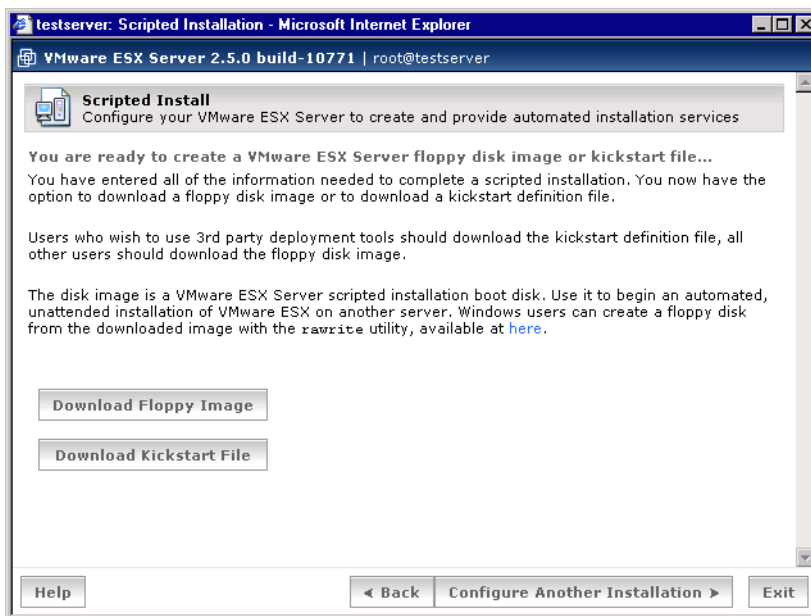 testserver: Scripted Installation - Microsoft Internet Explorer
VMware ESX Server 2.5.0 build-10771 | root@testserver
Scripted Install
Configure your VMware ESX Server to create and provide automated installation services
You are ready to create a VMware ESX Server floppy disk image or kickstart file...
You have entered all of the information needed to complete a scripted installation. You now have the
option to download a floppy disk image or to download a kickstart definition file.
Users who wish to use 3rd party deployment tools should download the kickstart definition file, all
other users should download the floppy disk image.
The disk image is a VMware ESX Server scripted installation boot disk. Use it to begin an automated,
unattended installation of VMware ESX on another server. Windows users can create a floppy disk
from the downloaded image with the rawrite utility, available at here.
Download Floppy Image
Download Kickstart File
Help
Back
Configure Another Installation
Exit